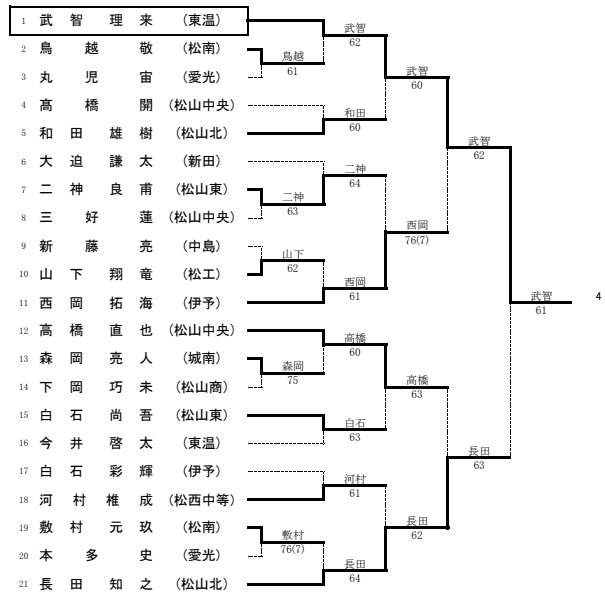 1 武 智 理 来 (東温)
2 鳥 越 敬 (松南)
3 丸 児 宙 (愛光)
4 高 橋 開 (松山中央)
5 和 田 雄 樹 (松山北)
6 大 迫 謙 太 (新田)
7 二 神 良 甫 (松山東)
8 三 好 蓮 (松山中央)
9 新 藤 亮 (中島)
10 山 下 翔 竜 (松工)
11 西 岡 拓 海 (伊予)
12 高 橋 直 也 (松山中央)
13 森 岡 亮 人 (城南)
14 下 岡 巧 未 (松山商)
15 白 石 尚 吾 (松山東)
16 今 井 啓 太 (東温)
17 白 石 彩 輝 (伊予)
18 河 村 椎 成 (松西中等)
19 敷 村 元 玖 (松南)
20 本 多 史 (愛光)
21 長 田 知 之 (松山北)
鳥越
61
二神
63
山下
62
森岡
75
敷村
76(7)
武智
62
和田
60
二神
64
西岡
61
高橋
60
白石
63
河村
61
長田
64
武智
60
西岡
76(7)
高橋
63
長田
62
武智
62
長田
63
武智
61
4